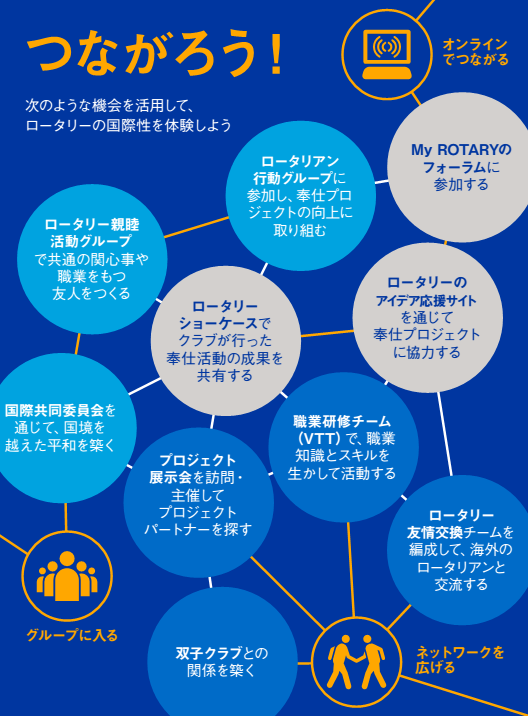 つながろう！
オンライン
でつながる
次のような機会を活用して、
ロータリーの国際性を体験しよう
My ROTARYの
フォーラムに
参加する
ロータリアン
行動グループに
参加し、奉仕プロ
ジェクトの向上に
取り組む
ロータリー親睦
活動グループ
で共通の関心事や
職業をもつ
友人をつくる
ロータリーの
アイデア応援サイト
を通じて
奉仕プロジェクト
に協力する
ロータリー
ショーケースで
クラブが行った
奉仕活動の成果を
共有する
国際共同委員会を
通じて、国境を
越えた平和を築く
職業研修チーム
（VTT）で、職業
知識とスキルを
生かして活動する
プロジェクト
展示会を訪問・
主催して
プロジェクト
パートナーを探す
ロータリー
友情交換チームを
編成して、海外の
ロータリアンと
交流する
グループに入る
双子クラブとの
関係を築く
ネットワークを
広げる